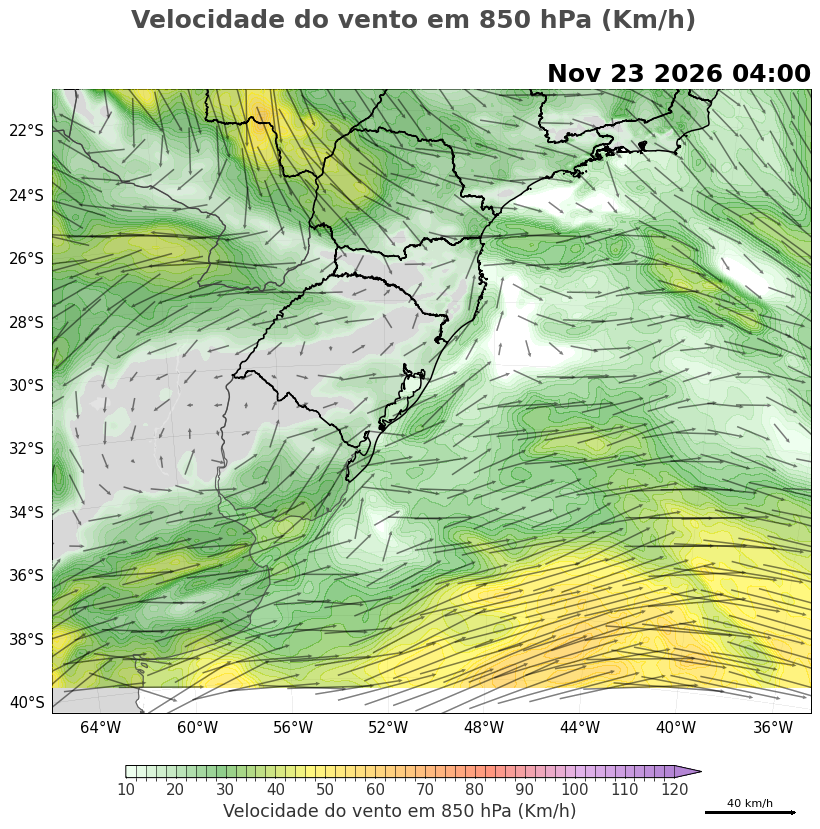 Velocidade do vento em 850 hPa (Km/h)
Nov 23 2026 04:00
22°S
24°S
26°S
28°S
30°S
32°S
34°S
36°S
38°S
40°S
64°W 60°W 56°W 52°W 48°W 44°W 40°W 36°W
10 20 30 40 50 60 70 80 90 100 110 120
Velocidade do vento em 850 hPa (Km/h)
40 km/h